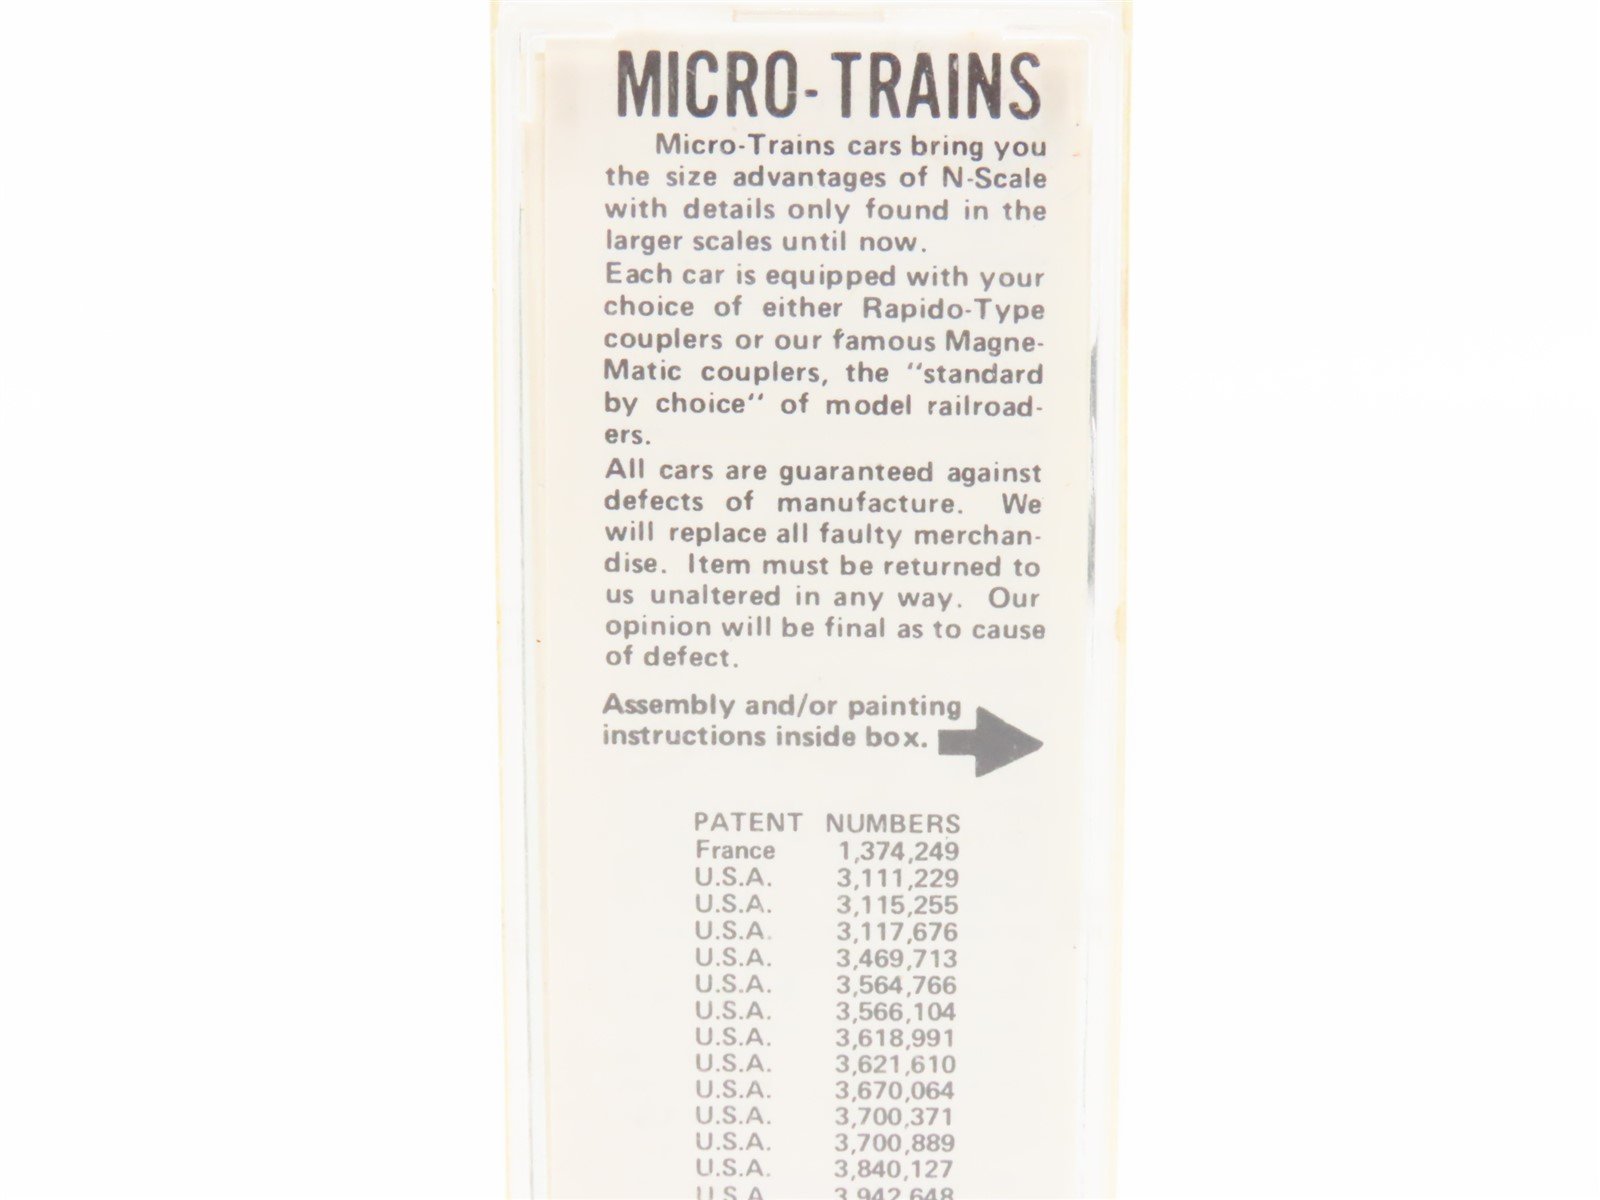 MICRO-TRAINS
Micro-Trains cars bring you
the size advantages of N-Scale
with details only found in the
larger scales until now.
Each car is equipped with your
choice of either Rapido-Type
couplers or our famous Magne-
Matic couplers, the "standard
by choice" of model railroad-
ers.
All cars are guaranteed against
defects of manufacture. We
will replace all faulty merchan-
dise. Item must be returned to
us unaltered in any way. Our
opinion will be final as to cause
of defect.
Assembly and/or painting
instructions inside box.
PATENT NUMBERS
France 1,374,249
U.S.A. 3,111,229
U.S.A. 3,115,255
U.S.A. 3,117,676
U.S.A. 3,469,713
U.S.A. 3,564,766
U.S.A. 3,566,104
U.S.A. 3,618,991
U.S.A. 3,621,610
U.S.A. 3,670,064
U.S.A. 3,700,371
U.S.A. 3,700,889
U.S.A. 3,840,127
U.S.A. 3,942,648